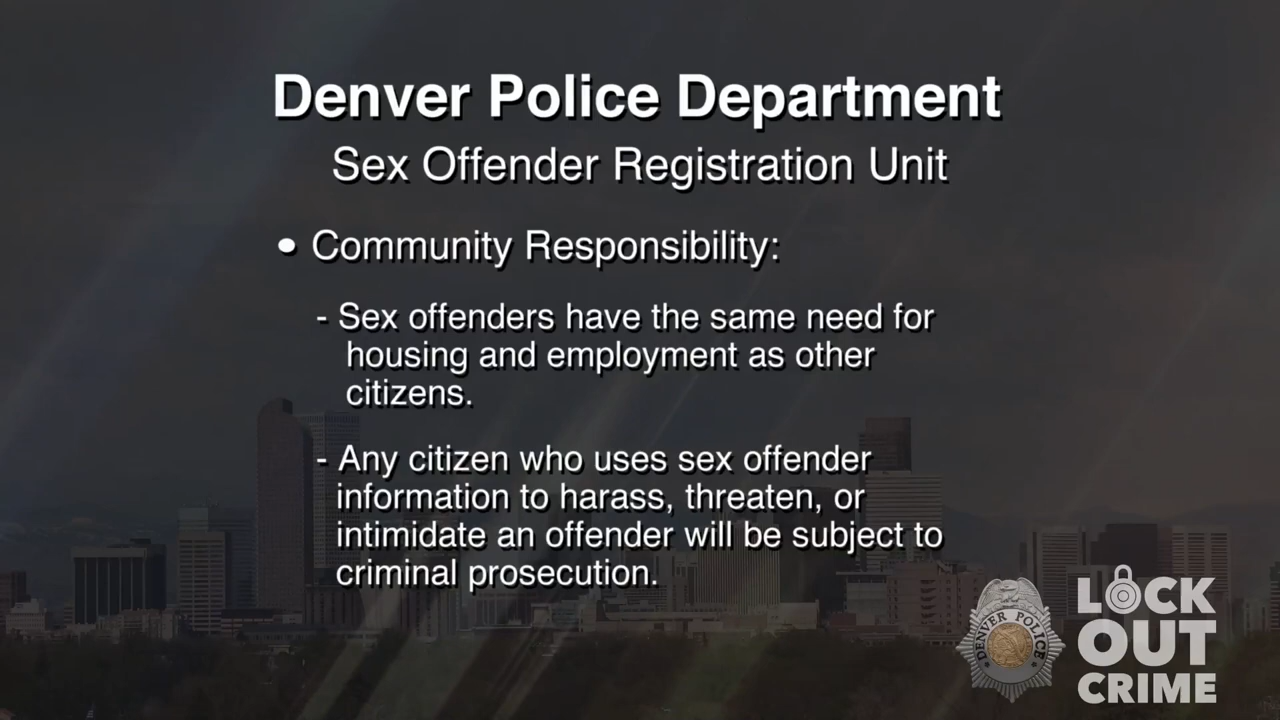 Denver Police Department
Sex Offender Registration Unit
• Community Responsibility:
- Sex offenders have the same need for
housing and employment as other
citizens.
- Any citizen who uses sex offender
information to harass, threaten, or
intimidate an offender will be subject to
criminal prosecution.
DENVER POLICE
LOCK
OUT
CRIME